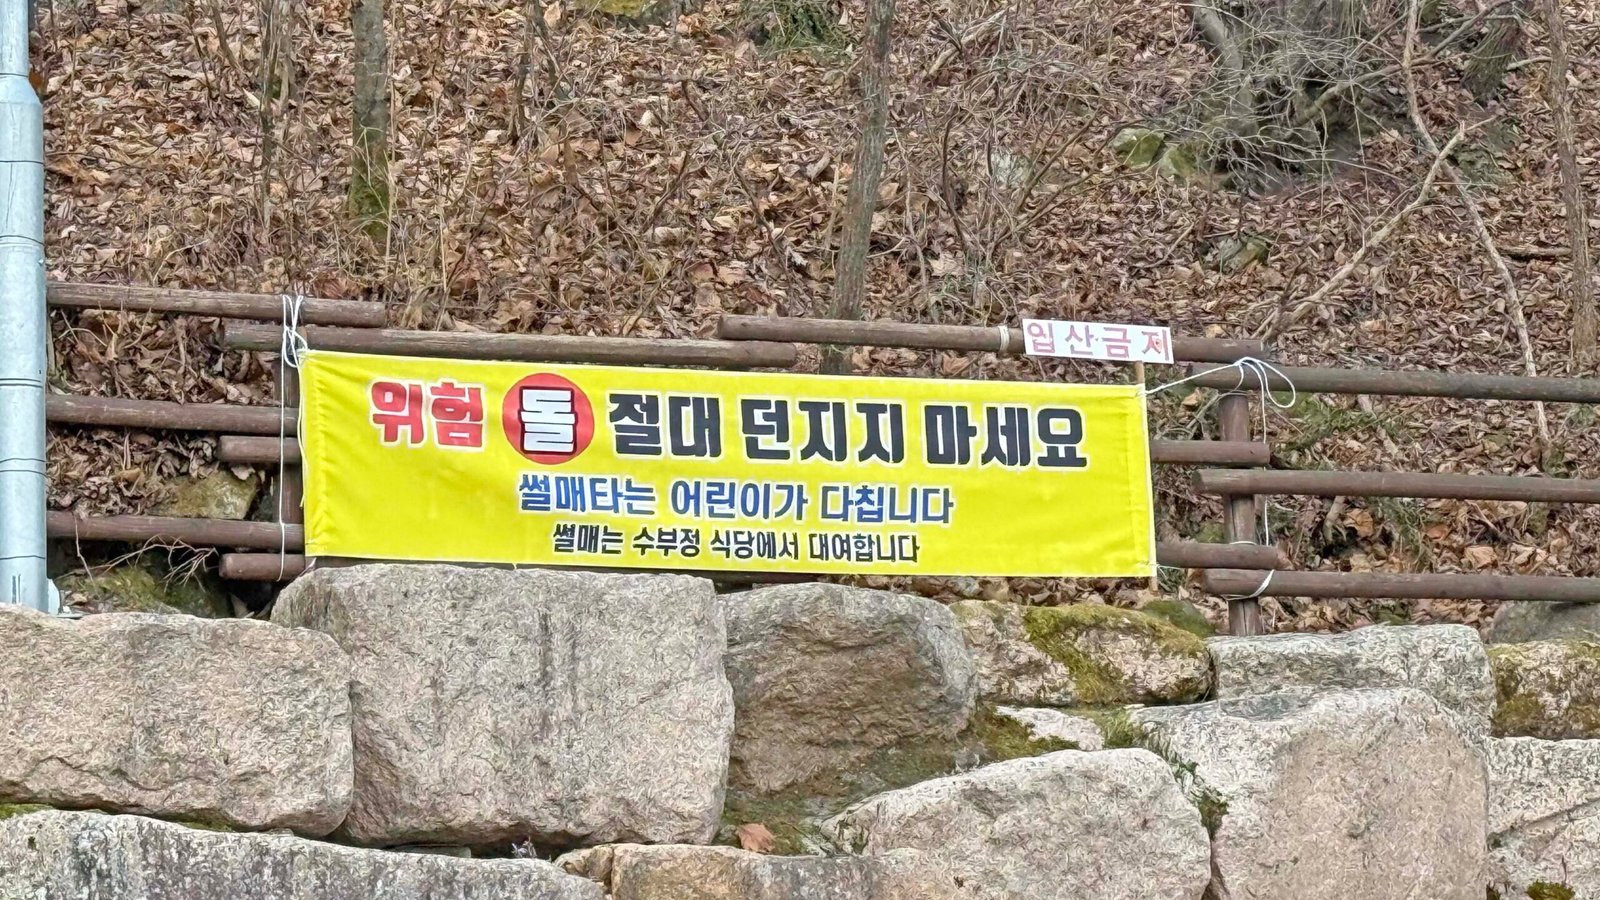 입산금지
위험 돌 절대 던지지 마세요
썰매타는 어린이가 다칩니다
썰매는 수부정 식당에서 대여합니다